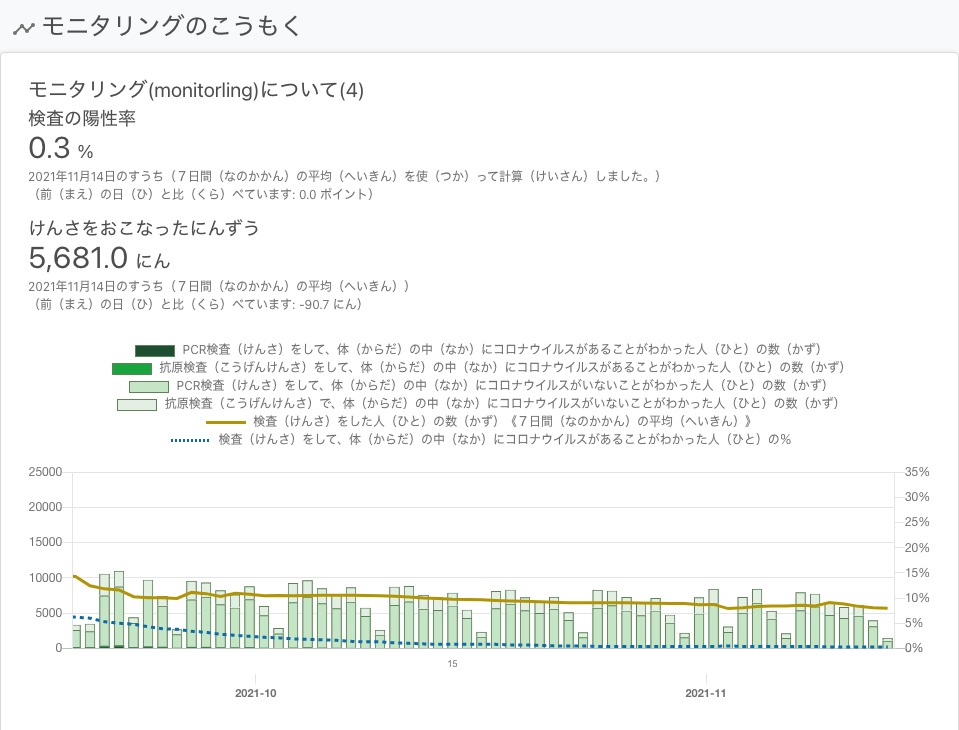 モニタリングのこうもく
モニタリング(monitorling)について(4)
検査の陽性率
0.3 %
2021年11月14日のすうち（７日間（なのかかん）の平均（へいきん）を使（つか）って計算（けいさん）しました。）
（前（まえ）の日（ひ）と比（くら）べています: 0.0 ポイント）
けんさをおこなったにんずう
5,681.0 にん
2021年11月14日のすうち（７日間（なのかかん）の平均（へいきん））
（前（まえ）の日（ひ）と比（くら）べています: -90.7 にん）
PCR検査（けんさ）をして、体（からだ）の中（なか）にコロナウイルスがあることがわかった人（ひと）の数（かず）
抗原検査（こうげんけんさ）をして、体（からだ）の中（なか）にコロナウイルスがあることがわかった人（ひと）の数（かず）
PCR検査（けんさ）をして、体（からだ）の中（なか）にコロナウイルスがいないことがわかった人（ひと）の数（かず）
抗原検査（こうげんけんさ）で、体（からだ）の中（なか）にコロナウイルスがいないことがわかった人（ひと）の数（かず）
検査（けんさ）をした人（ひと）の数（かず）《７日間（なのかかん）の平均（へいきん）》
検査（けんさ）をして、体（からだ）の中（なか）にコロナウイルスがあることがわかった人（ひと）の％
25000
20000
15000
10000
5000
0
35%
30%
25%
20%
15%
10%
5%
0%
15
2021-10
2021-11